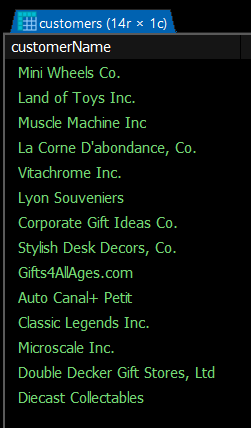 customers (14r × 1c)
customerName
Mini Wheels Co.
Land of Toys Inc.
Muscle Machine Inc
La Corne D'abondance, Co.
Vitachrome Inc.
Lyon Souveniers
Corporate Gift Ideas Co.
Stylish Desk Decors, Co.
Gifts4AllAges.com
Auto Canal+ Petit
Classic Legends Inc.
Microscale Inc.
Double Decker Gift Stores, Ltd
Diecast Collectables